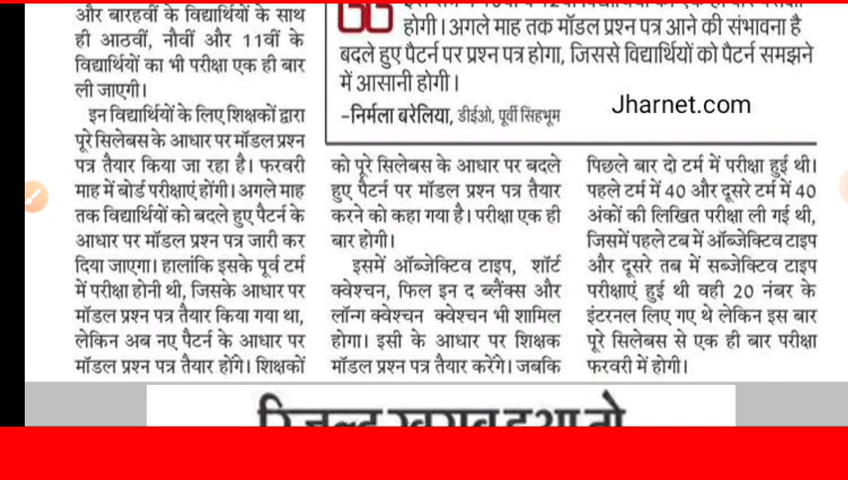 और बारहवीं के विद्यार्थियों के साथ
ही आठवीं, नौवीं और 11वीं के
विद्यार्थियों का भी परीक्षा एक ही बार
ली जाएगी।
इन विद्यार्थियों के लिए शिक्षकों द्वारा
पूरे सिलेबस के आधार पर मॉडल प्रश्न
पत्र तैयार किया जा रहा है। फरवरी
माह में बोर्ड परीक्षाएं होंगी। अगले माह
तक विद्यार्थियों को बदले हुए पैटर्न के
आधार पर मॉडल प्रश्न पत्र जारी कर
दिया जाएगा। हालांकि इसके पूर्व टर्म
में परीक्षा होनी थी, जिसके आधार पर
मॉडल प्रश्न पत्र तैयार किया गया था,
लेकिन अब नए पैटर्न के आधार पर
मॉडल प्रश्न पत्र तैयार होंगे। शिक्षकों
होगी। अगले माह तक मॉडल प्रश्न पत्र आने की संभावना है
बदले हुए पैटर्न पर प्रश्न पत्र होगा, जिससे विद्यार्थियों को पैटर्न समझने
में आसानी होगी।
-निर्मला बरेलिया, डीईओ, पूर्वी सिंहभूम
Jharnet.com
को पूरे सिलेबस के आधार पर बदले
हुए पैटर्न पर मॉडल प्रश्न पत्र तैयार
करने को कहा गया है। परीक्षा एक ही
बार होगी।
इसमें ऑब्जेक्टिव टाइप, शॉर्ट
क्वेश्चन, फिल इन द ब्लैंक्स और
लॉन्ग क्वेश्चन क्वेश्चन भी शामिल
होगा। इसी के आधार पर शिक्षक
मॉडल प्रश्न पत्र तैयार करेंगे। जबकि
पिछले बार दो टर्म में परीक्षा हुई थी।
पहले टर्म में 40 और दूसरे टर्म में 40
अंकों की लिखित परीक्षा ली गई थी,
जिसमें पहले टब में ऑब्जेक्टिव टाइप
और दूसरे तब में सब्जेक्टिव टाइप
परीक्षाएं हुई थी वही 20 नंबर के
इंटरनल लिए गए थे लेकिन इस बार
पूरे सिलेबस से एक ही बार परीक्षा
फरवरी में होगी।